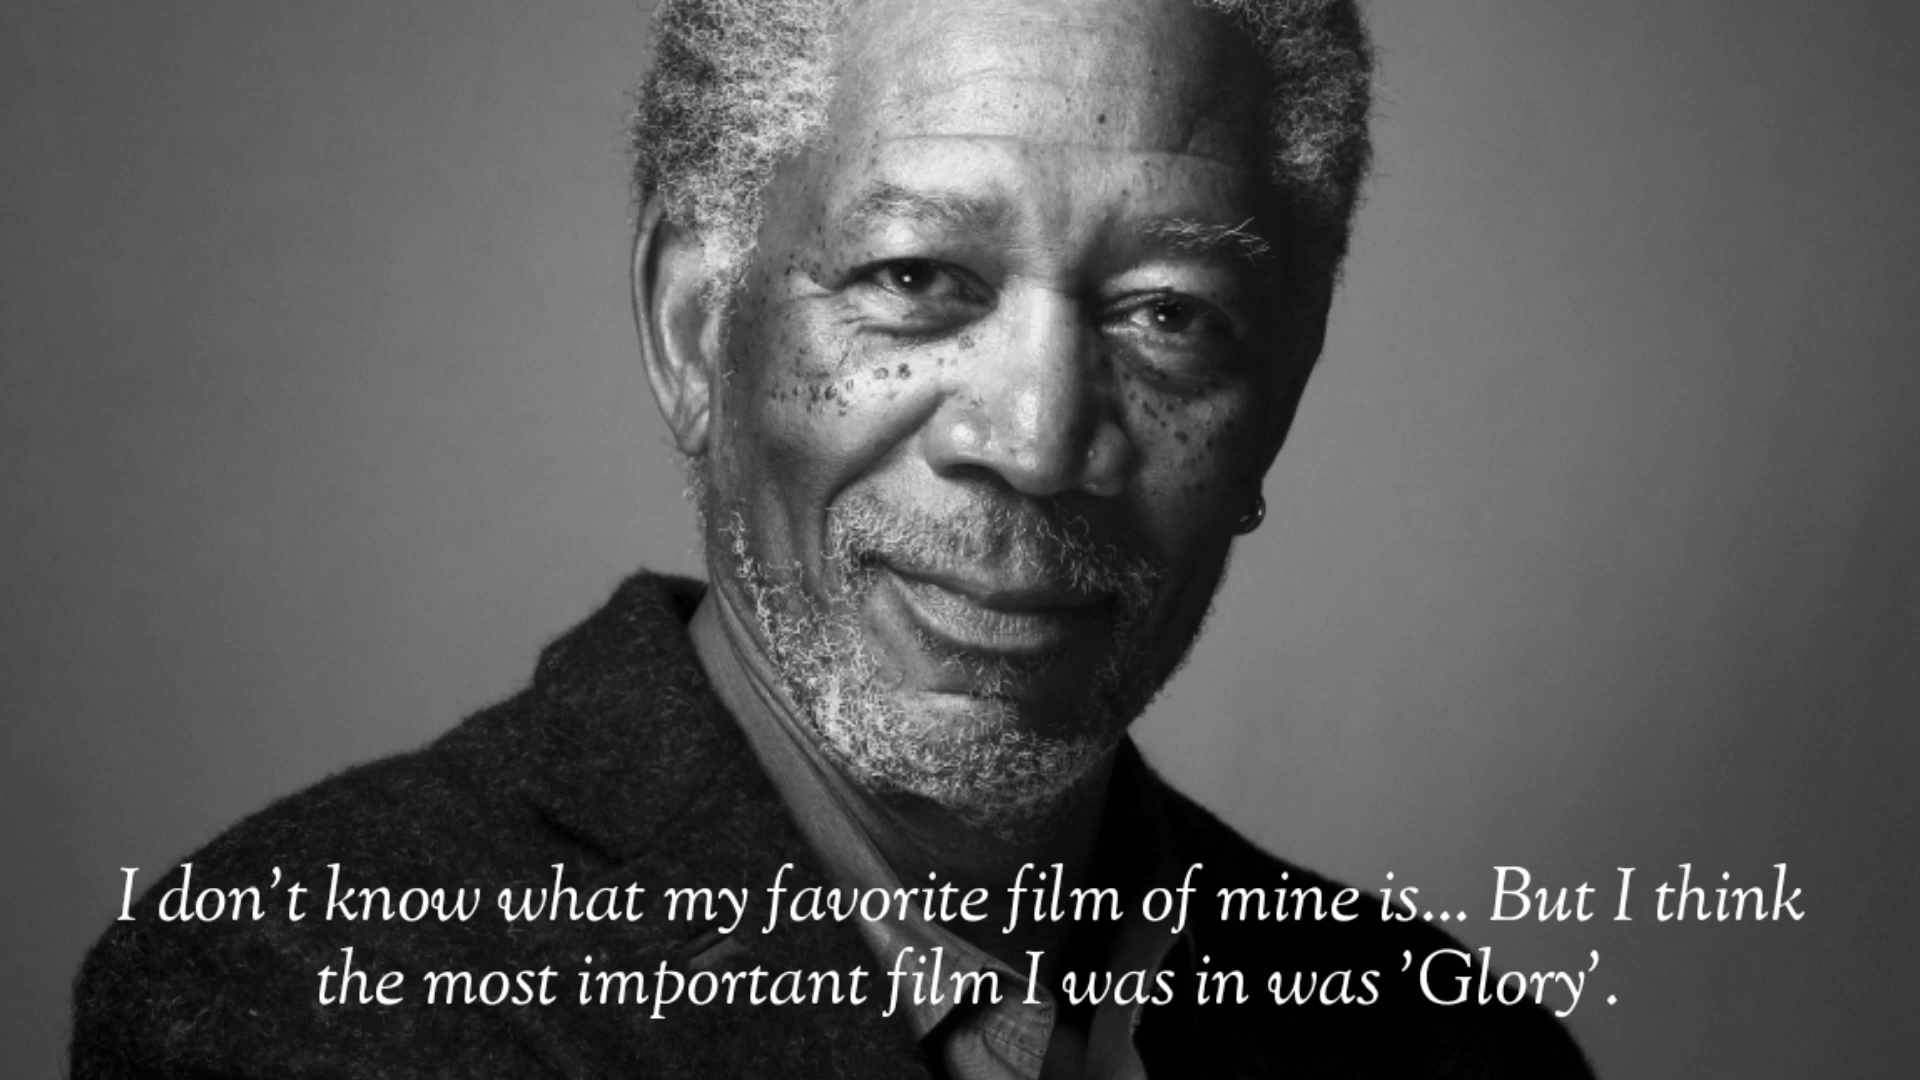 I don't know what my favorite film of mine is... But I think
the most important film I was in was 'Glory'.